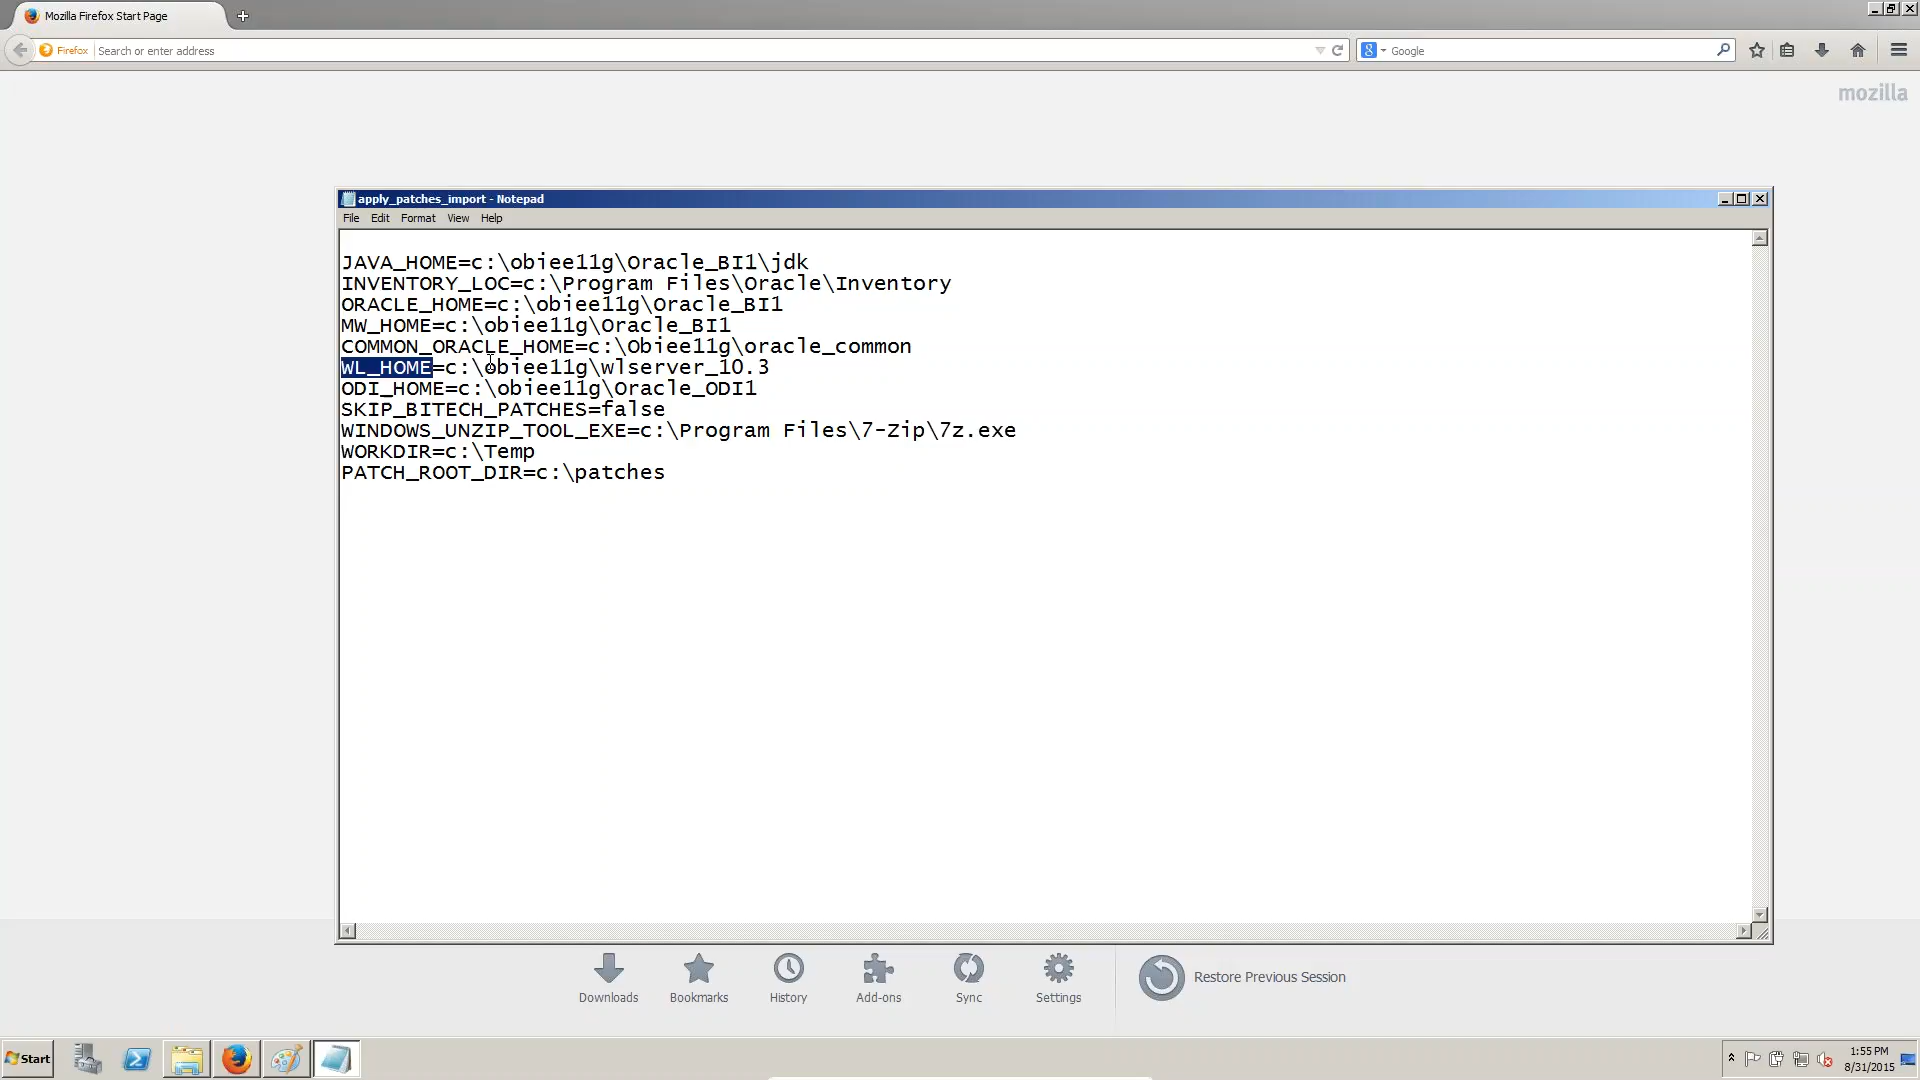 Mozilla Firefox Start Page
Firefox Search or enter address
Google
mozilla
apply_patches_import - Notepad
File Edit Format View Help
JAVA_HOME=c:\obiee11g\Oracle_BI1\jdk
INVENTORY_LOC=c:\Program Files\Oracle\Inventory
ORACLE_HOME=c:\obiee11g\Oracle_BI1
MW_HOME=c:\obiee11g\Oracle_BI1
COMMON_ORACLE_HOME=c:\Obiee11g\oracle_common
WL_HOME=c:\obiee11g\wlserver_10.3
ODI_HOME=c:\obiee11g\Oracle_ODI1
SKIP_BITECH_PATCHES=false
WINDOWS_UNZIP_TOOL_EXE=c:\Program Files\7-Zip\7z.exe
WORKDIR=c:\Temp
PATCH_ROOT_DIR=c:\patches
Downloads Bookmarks History Add-ons Sync Settings Restore Previous Session
Start
1:55 PM
8/31/2015